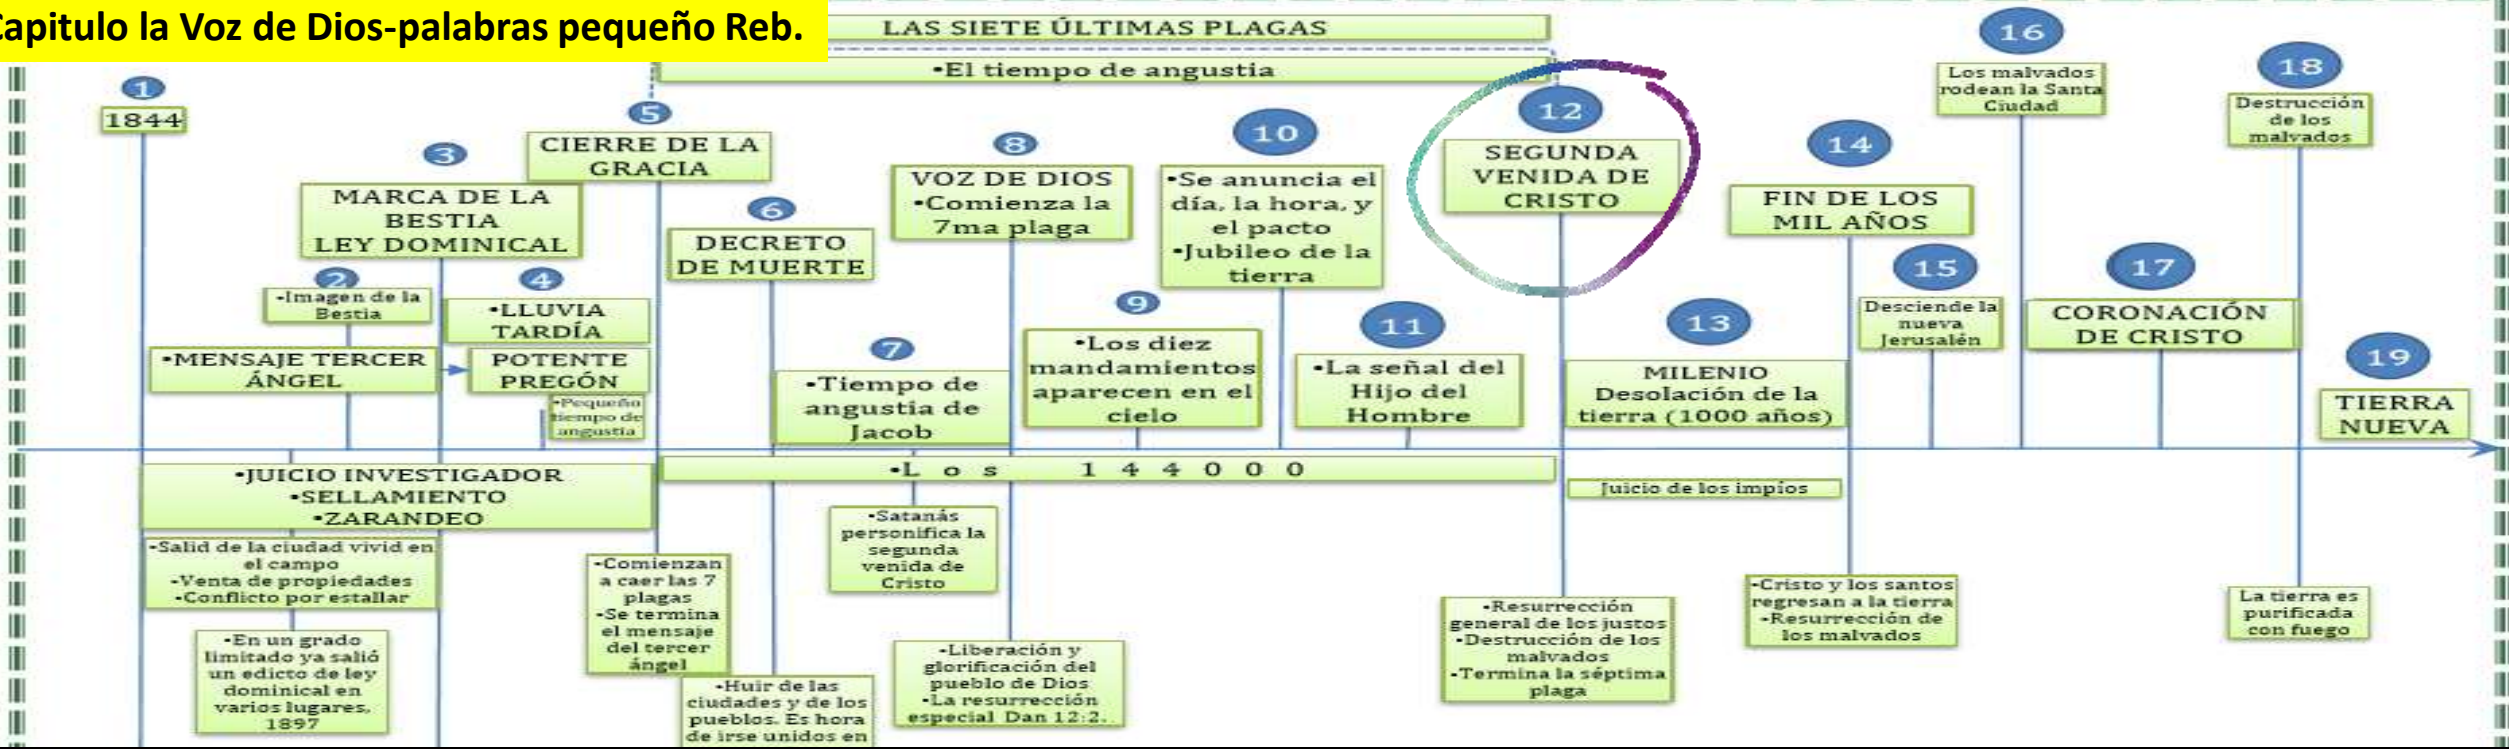 Capitulo la Voz de Dios-palabras pequeño Reb.
LAS SIETE ÚLTIMAS PLAGAS
•El tiempo de angustia
1
1844
2
•Imagen de la
Bestia
3
MARCA DE LA
BESTIA
LEY DOMINICAL
•MENSAJE TERCER
ÁNGEL
4
•LLUVIA
TARDÍA
POTENTE
PREGÓN
•Pequeño
tiempo de
angustia
5
CIERRE DE LA
GRACIA
6
DECRETO
DE MUERTE
7
•Tiempo de
angustia de
Jacob
8
VOZ DE DIOS
•Comienza la
7ma plaga
9
•Los diez
mandamientos
aparecen en el
cielo
10
•Se anuncia el
día, la hora, y
el pacto
•Jubileo de la
tierra
11
•La señal del
Hijo del
Hombre
12
SEGUNDA
VENIDA DE
CRISTO
13
MILENIO
Desolación de la
tierra (1000 años)
14
FIN DE LOS
MIL AÑOS
15
Desciende la
nueva
Jerusalén
16
Los malvados
rodean la Santa
Ciudad
17
CORONACIÓN
DE CRISTO
18
Destrucción
de los
malvados
19
TIERRA
NUEVA
•JUICIO INVESTIGADOR
•SELLAMIENTO
•ZARANDEO
•Los 144000
Juicio de los impíos
•Salid de la ciudad vivid en
el campo
•Venta de propiedades
•Conflicto por estallar
•En un grado
limitado ya salió
un edicto de ley
dominical en
varios lugares,
1897
•Comienzan
a caer las 7
plagas
•Se termina
el mensaje
del tercer
ángel
•Huir de las
ciudades y de los
pueblos. Es hora
de irse unidos en
•Satanás
personifica la
segunda
venida de
Cristo
•Liberación y
glorificación del
pueblo de Dios
•La resurrección
especial Dan 12:2.
•Resurrección
general de los justos
•Destrucción de los
malvados
•Termina la séptima
plaga
•Cristo y los santos
regresan a la tierra
•Resurrección de
los malvados
La tierra es
purificada
con fuego